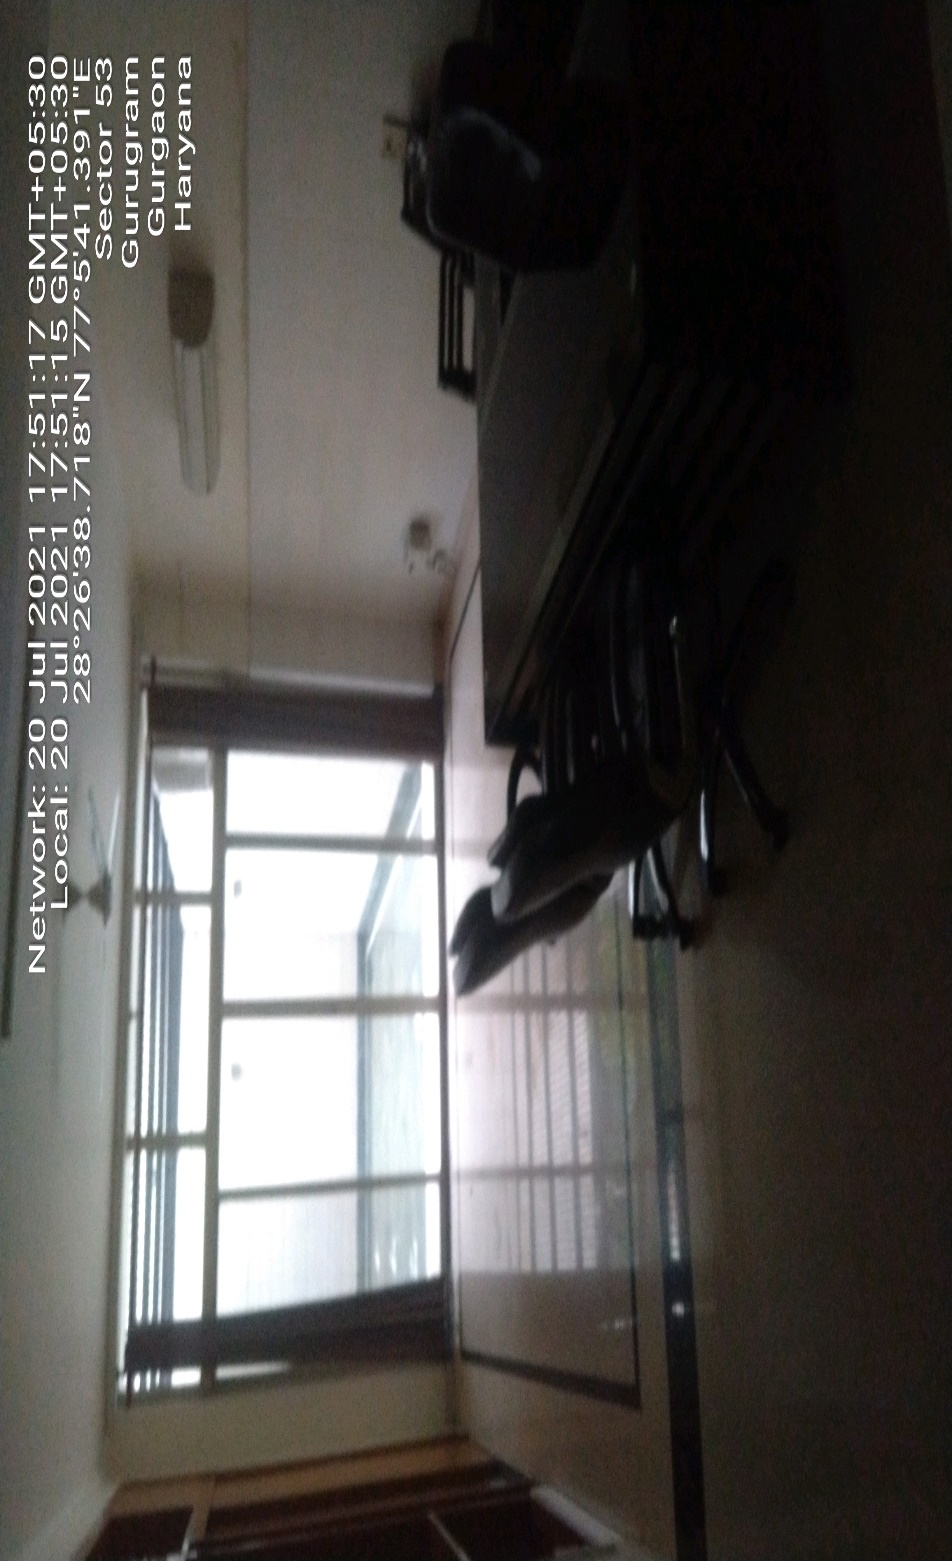 Network: 20 Jul 2021 17:51:17 GMT+05:30
Local: 20 Jul 2021 17:51:15 GMT+05:30
28°26'38.718"N 77°5'41.391"E
Sector 53
Gurugram
Gurgaon
Haryana